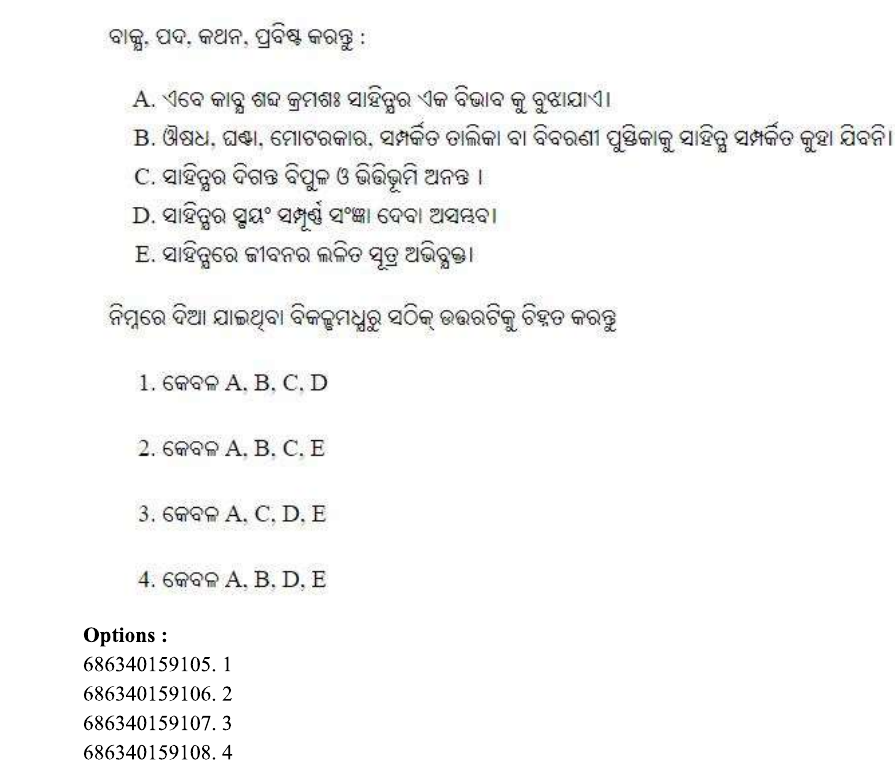 ବାକ୍ଯ, ପଦ, କଥନ, ପ୍ରବିଷ୍ଟ କରନ୍ତୁ :
A. ଏବେ କାବ୍ଯ ଶବ୍ଦ କ୍ରମଶଃ ସାହିତ୍ଯର ଏକ ବିଭାବ କୁ ବୁଝାଯାଏ।
B. ଔଷଧ, ଘଣ୍ଟା, ମୋଟରକାର, ସମ୍ପର୍କିତ ତାଲିକା ବା ବିବରଣୀ ପୁସ୍ତିକାକୁ ସାହିତ୍ଯ ସମ୍ପର୍କିତ କୁହା ଯିବନି।
C. ସାହିତ୍ଯର ଦିଗନ୍ତ ବିପୁଳ ଓ ଭିତ୍ତିଭୂମି ଅନନ୍ତ ।
D. ସାହିତ୍ଯର ସ୍ୱୟଂ ସମ୍ପୂର୍ଣ୍ଣ ସଂଜ୍ଞା ଦେବା ଅସମ୍ଭବ।
E. ସାହିତ୍ଯରେ ଜୀବନର ଲଳିତ ସୂତ୍ର ଅଭିବ୍ଯକ୍ତ।
ନିମ୍ନରେ ଦିଆ ଯାଇଥିବା ବିକଳ୍ପମଧ୍ଯରୁ ସଠିକ୍ ଉତ୍ତରଟିକୁ ଚିହ୍ନତ କରନ୍ତୁ
1. କେବଳ A, B, C, D
2. କେବଳ A, B, C, E
3. କେବଳ A, C, D, E
4. କେବଳ A, B, D, E
Options :
686340159105. 1
686340159106. 2
686340159107. 3
686340159108. 4